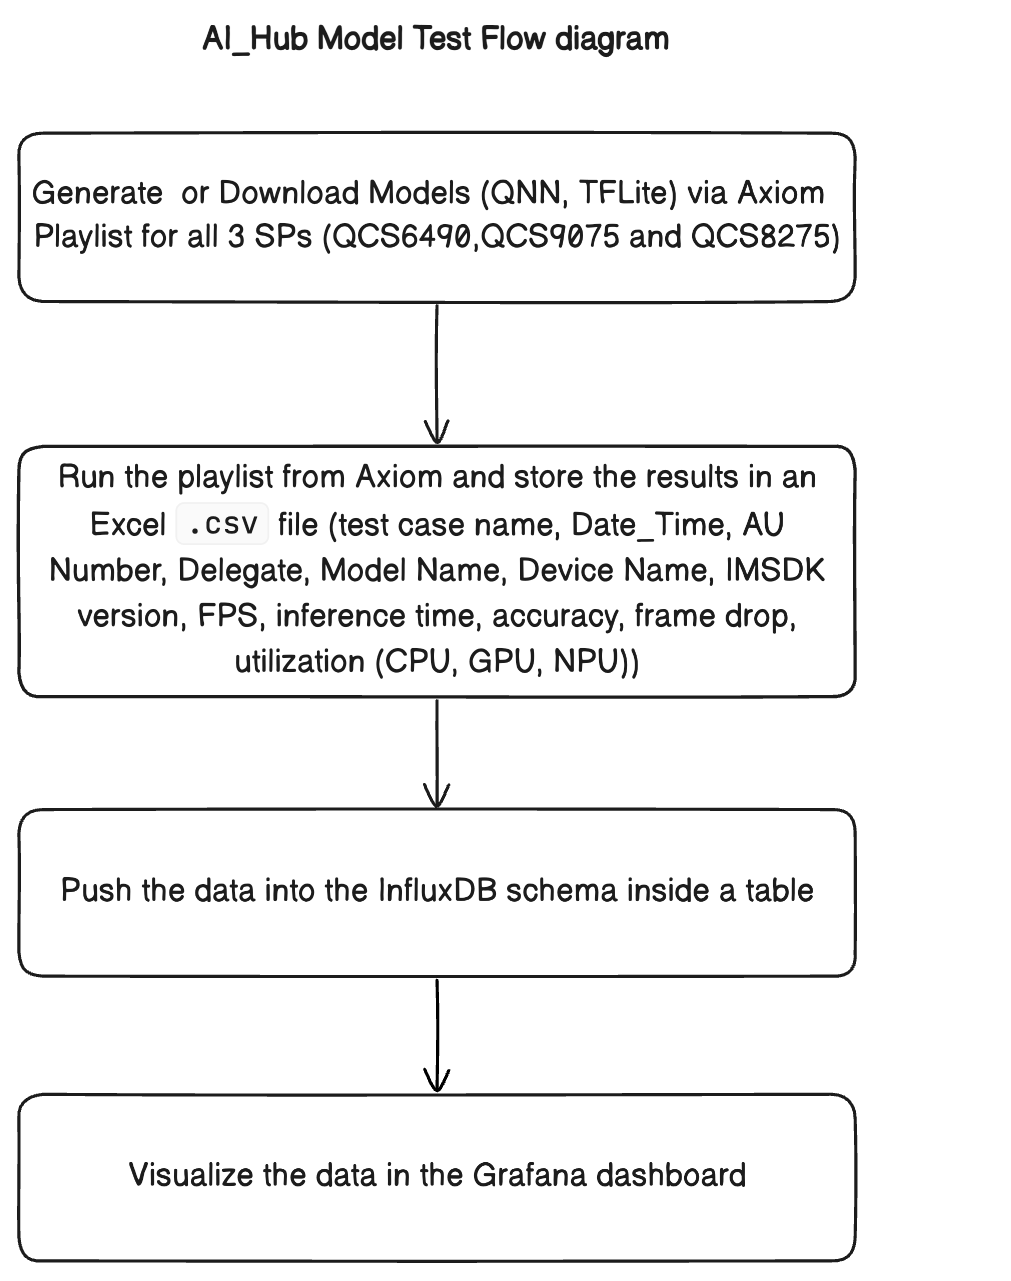 AI_Hub Model Test Flow diagram
Generate or Download Models (QNN, TFLite) via Axiom
Playlist for all 3 SPs (QCS6490,QCS9075 and QCS8275)
Run the playlist from Axiom and store the results in an
Excel .csv file (test case name, Date_Time, AU
Number, Delegate, Model Name, Device Name, IMSDK
version, FPS, inference time, accuracy, frame drop,
utilization (CPU, GPU, NPU))
Push the data into the InfluxDB schema inside a table
Visualize the data in the Grafana dashboard